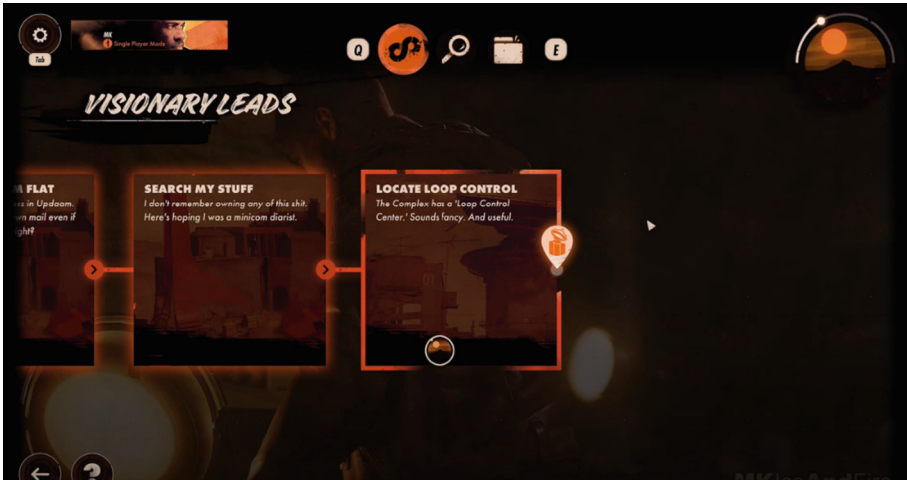 MK
Single Player Mode
Tab
Q
E
VISIONARY LEADS
M FLAT
ss in Updaam.
wn mail even if
ight?
SEARCH MY STUFF
I don't remember owning any of this shit.
Here's hoping I was a minicom diarist.
LOCATE LOOP CONTROL
The Complex has a 'Loop Control
Center.' Sounds fancy. And useful.
?
MKIceAndFire